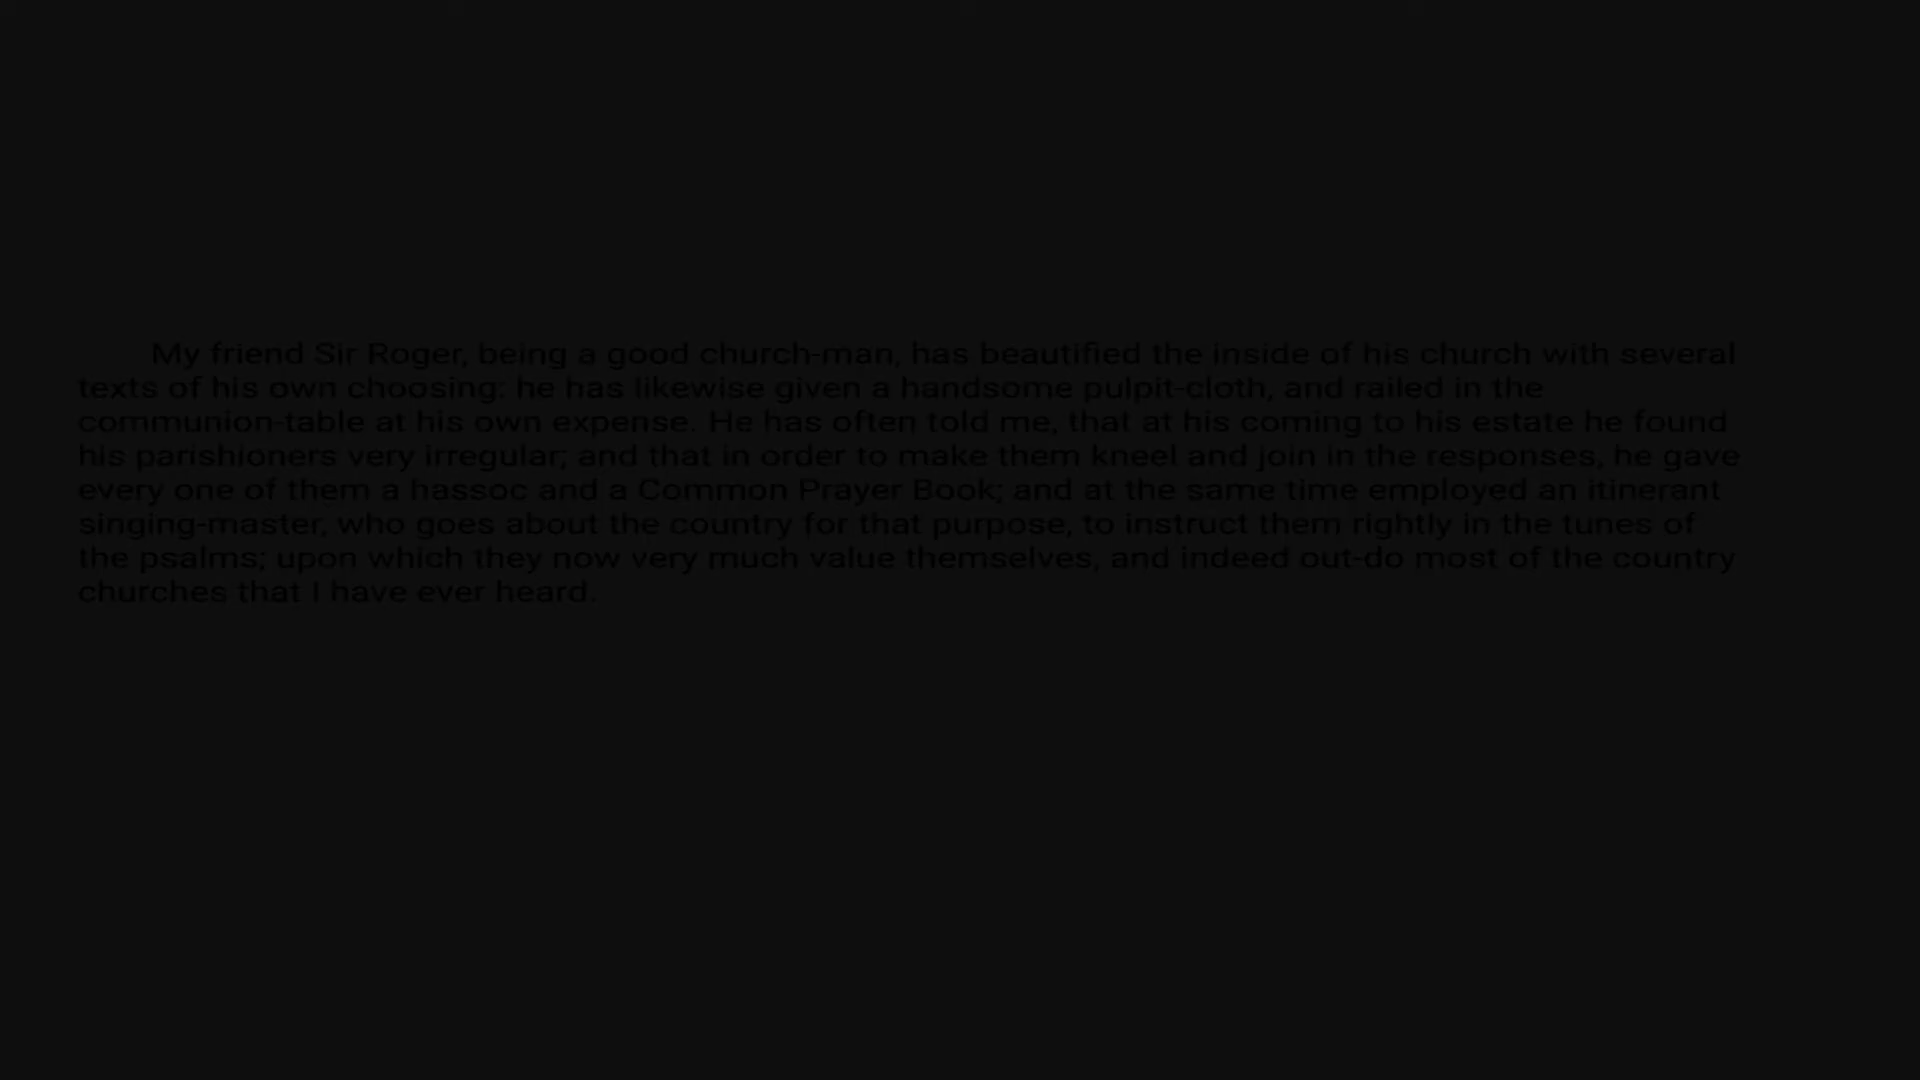 My friend Sir Roger, being a good church-man, has beautified the inside of his church with several
texts of his own choosing: he has likewise given a handsome pulpit-cloth, and railed in the
communion-table at his own expense. He has often told me, that at his coming to his estate he found
his parishioners very irregular; and that in order to make them kneel and join in the responses, he gave
every one of them a hassoc and a Common Prayer Book; and at the same time employed an itinerant
singing-master, who goes about the country for that purpose, to instruct them rightly in the tunes of
the psalms; upon which they now very much value themselves, and indeed out-do most of the country
churches that I have ever heard.